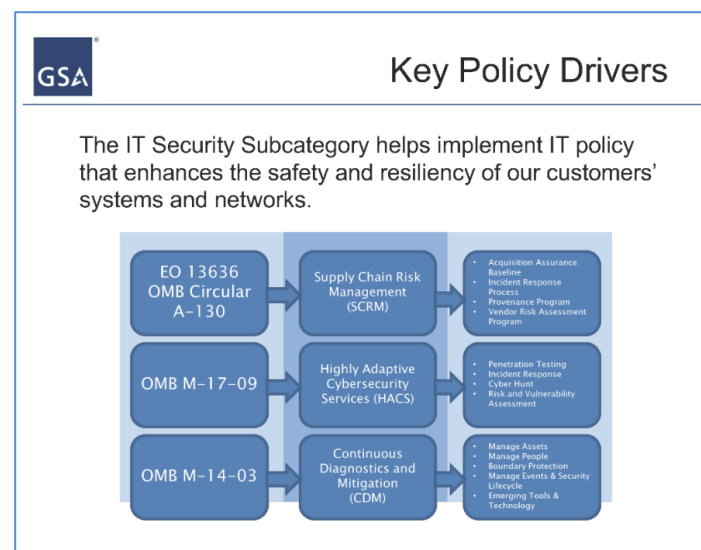 GSA
®
Key Policy Drivers
The IT Security Subcategory helps implement IT policy
that enhances the safety and resiliency of our customers’
systems and networks.
EO 13636
OMB Circular
A-130
Supply Chain Risk
Management
(SCRM)
• Acquisition Assurance
Baseline
• Incident Response
Process
• Provenance Program
• Vendor Risk Assessment
Program
OMB M-17-09
Highly Adaptive
Cybersecurity
Services (HACS)
• Penetration Testing
• Incident Response
• Cyber Hunt
• Risk and Vulnerability
Assessment
OMB M-14-03
Continuous
Diagnostics and
Mitigation
(CDM)
• Manage Assets
• Manage People
• Boundary Protection
• Manage Events & Security
Lifecycle
• Emerging Tools &
Technology